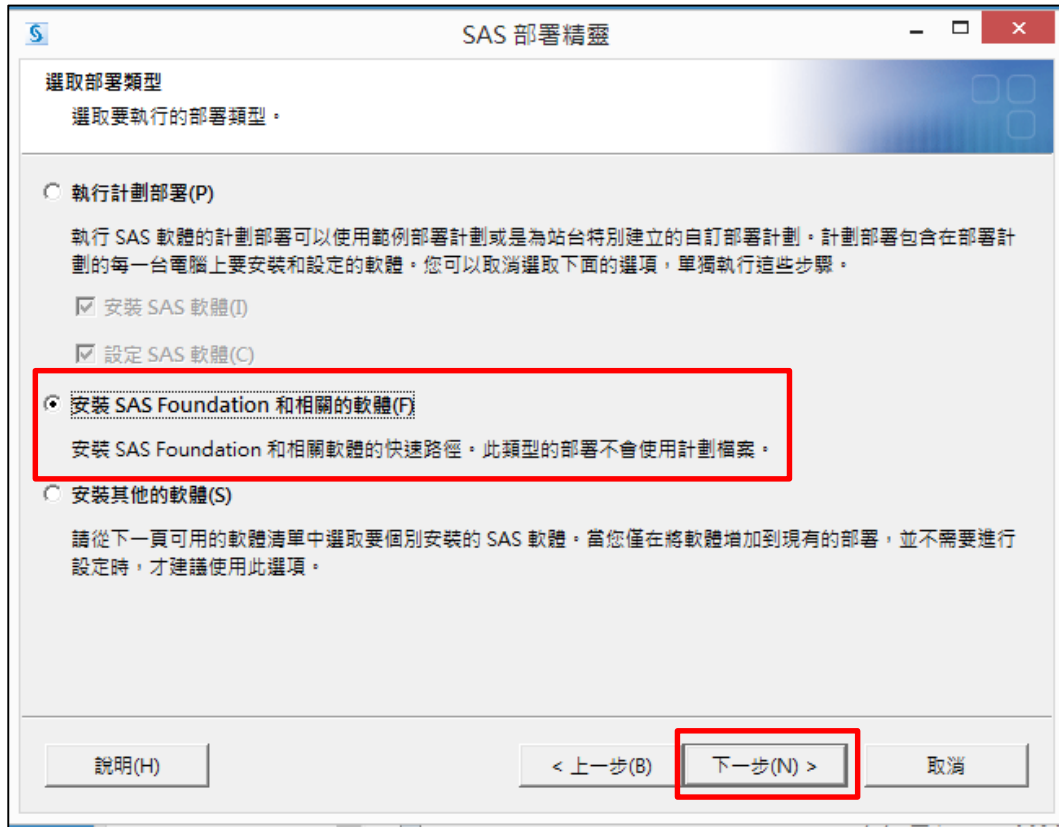 SAS 部署精靈
選取部署類型
選取要執行的部署類型。
執行計劃部署(P)
執行 SAS 軟體的計劃部署可以使用範例部署計劃或是為站台特別建立的自訂部署計劃。計劃部署包含在部署計
劃的每一台電腦上要安裝和設定的軟體。您可以取消選取下面的選項，單獨執行這些步驟。
安裝 SAS 軟體(I)
設定 SAS 軟體(C)
安裝 SAS Foundation 和相關的軟體(F)
安裝 SAS Foundation 和相關軟體的快速路徑。此類型的部署不會使用計劃檔案。
安裝其他的軟體(S)
請從下一頁可用的軟體清單中選取要個別安裝的 SAS 軟體。當您僅在將軟體增加到現有的部署，並不需要進行
設定時，才建議使用此選項。
說明(H)
< 上一步(B)
下一步(N) >
取消